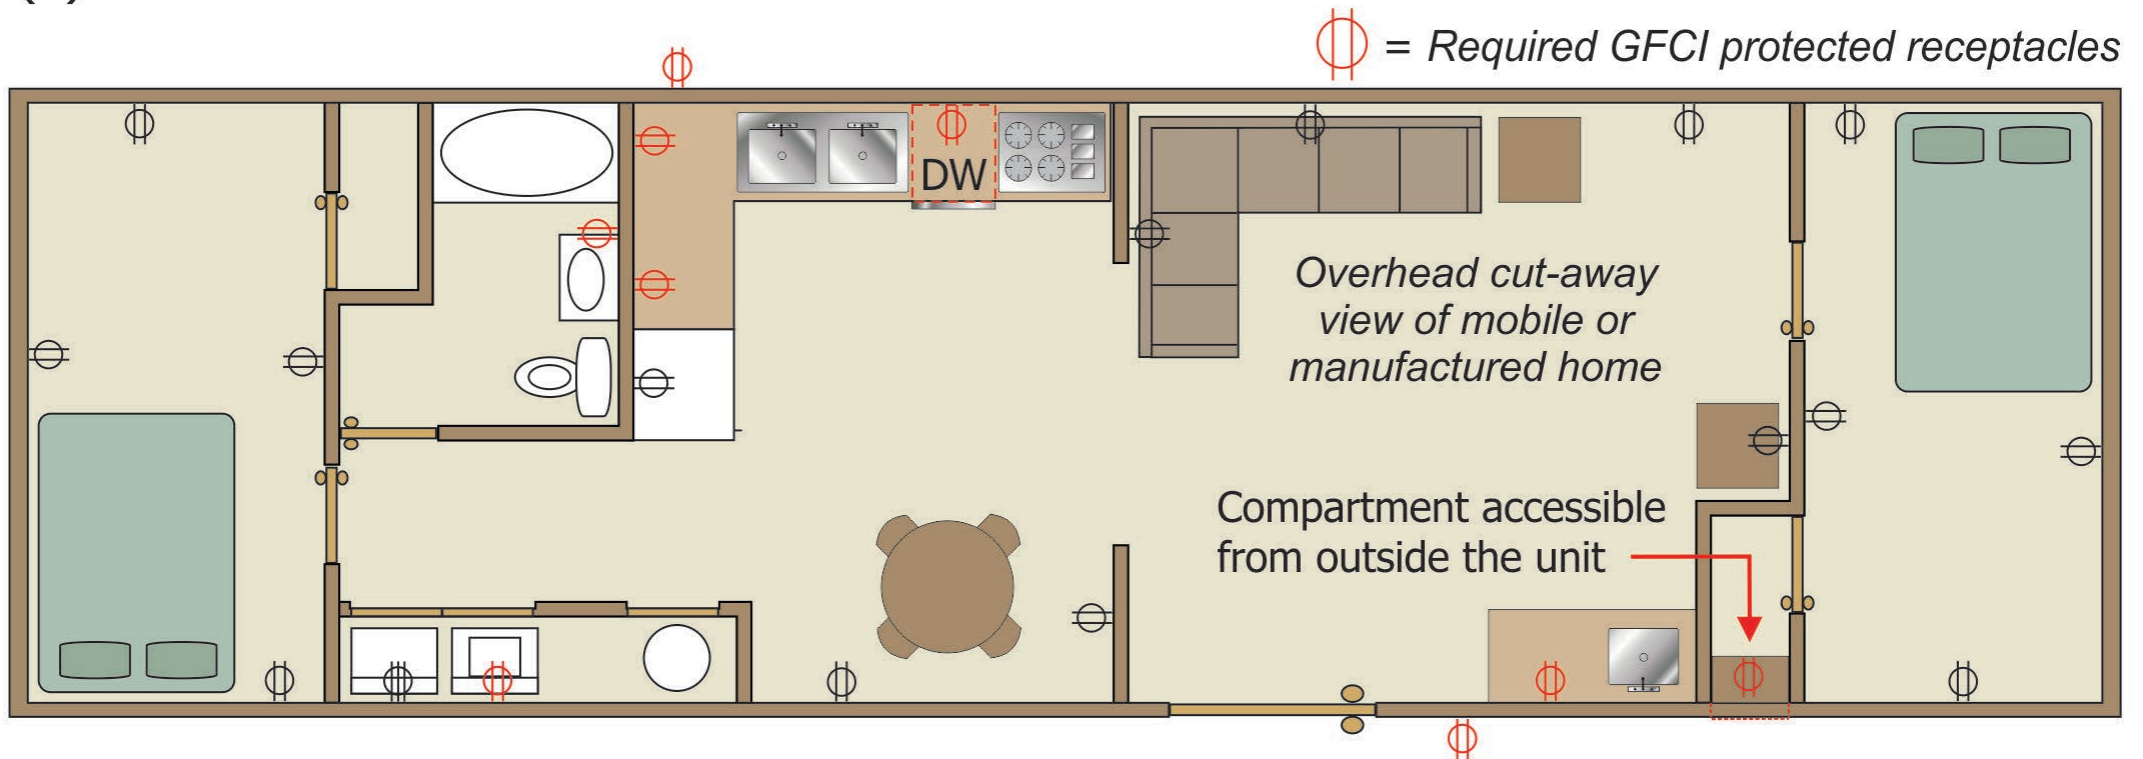 = Required GFCI protected receptacles
DW
Overhead cut-away
view of mobile or
manufactured home
Compartment accessible
from outside the unit